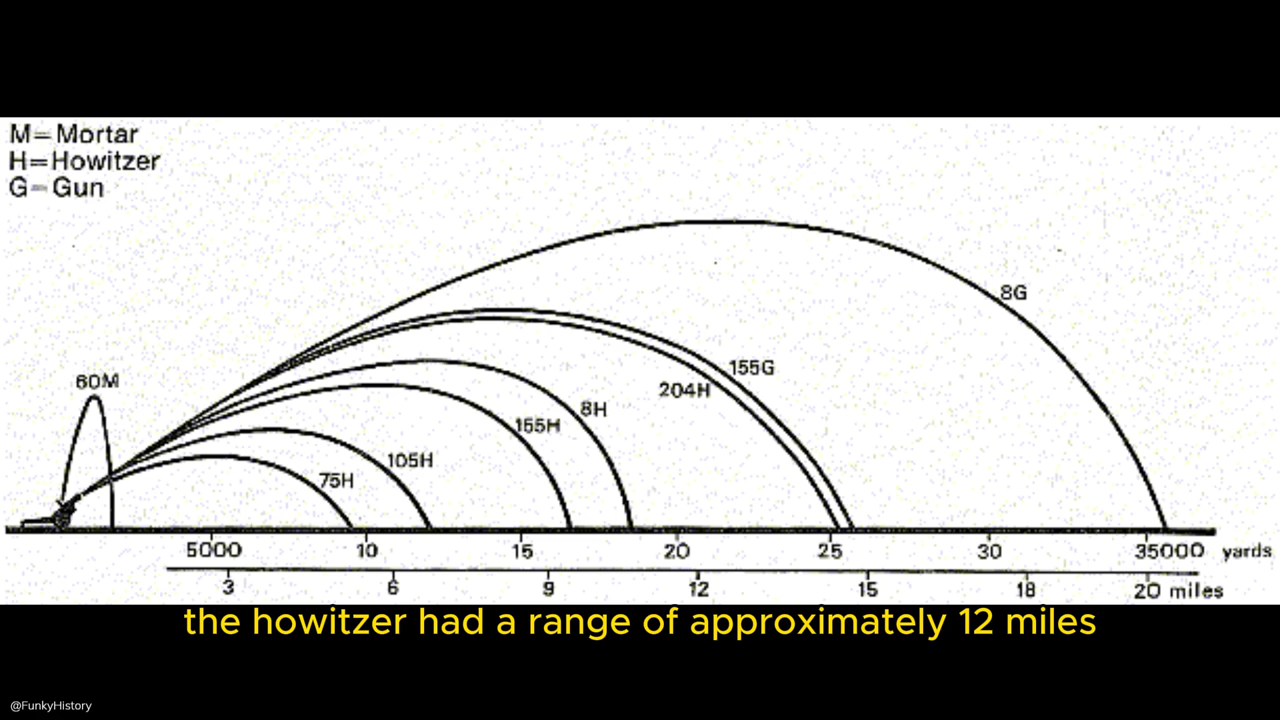 M=Mortar
H=Howitzer
G=Gun
8G
60M
155G
204H
8H
155H
105H
75H
5000 10 15 20 25 30 35000 yards
3 6 9 12 15 18 20 miles
the howitzer had a range of approximately 12 miles
@FunkyHistory